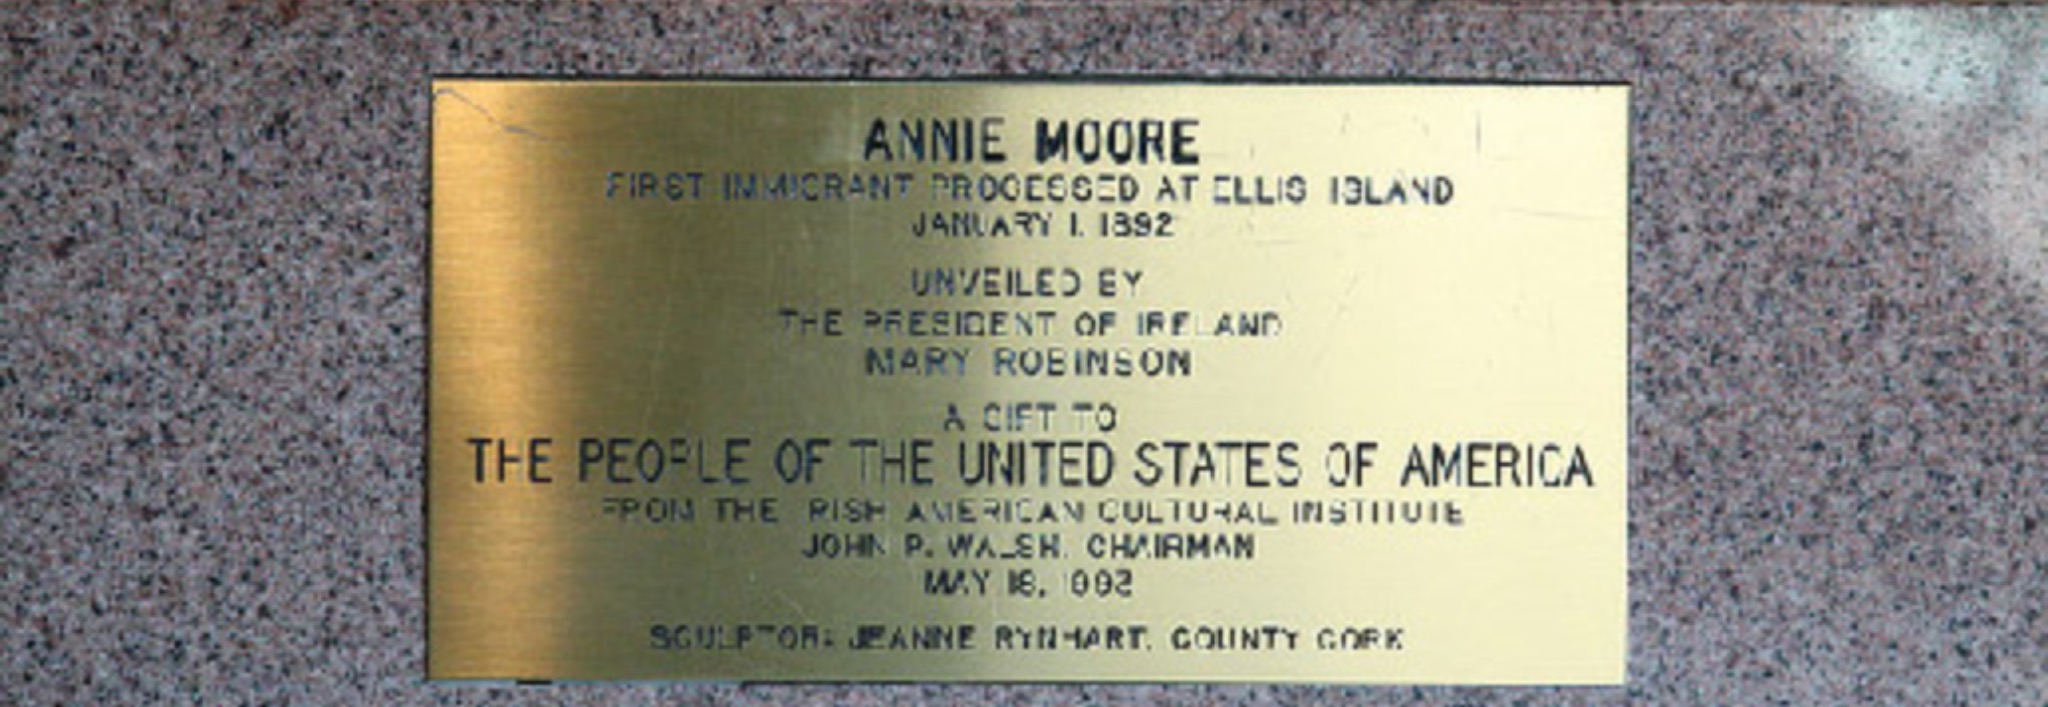 ANNIE MOORE
FIRST IMMIGRANT PROCESSED AT ELLIS ISLAND
JANUARY 1, 1892
UNVEILED BY
THE PRESIDENT OF IRELAND
MARY ROBINSON
A GIFT TO
THE PEOPLE OF THE UNITED STATES OF AMERICA
FROM THE IRISH AMERICAN CULTURAL INSTITUTE
JOHN P. WALSH, CHAIRMAN
MAY 18, 1992
SCULPTOR: JEANNE RYNHART, COUNTY CORK